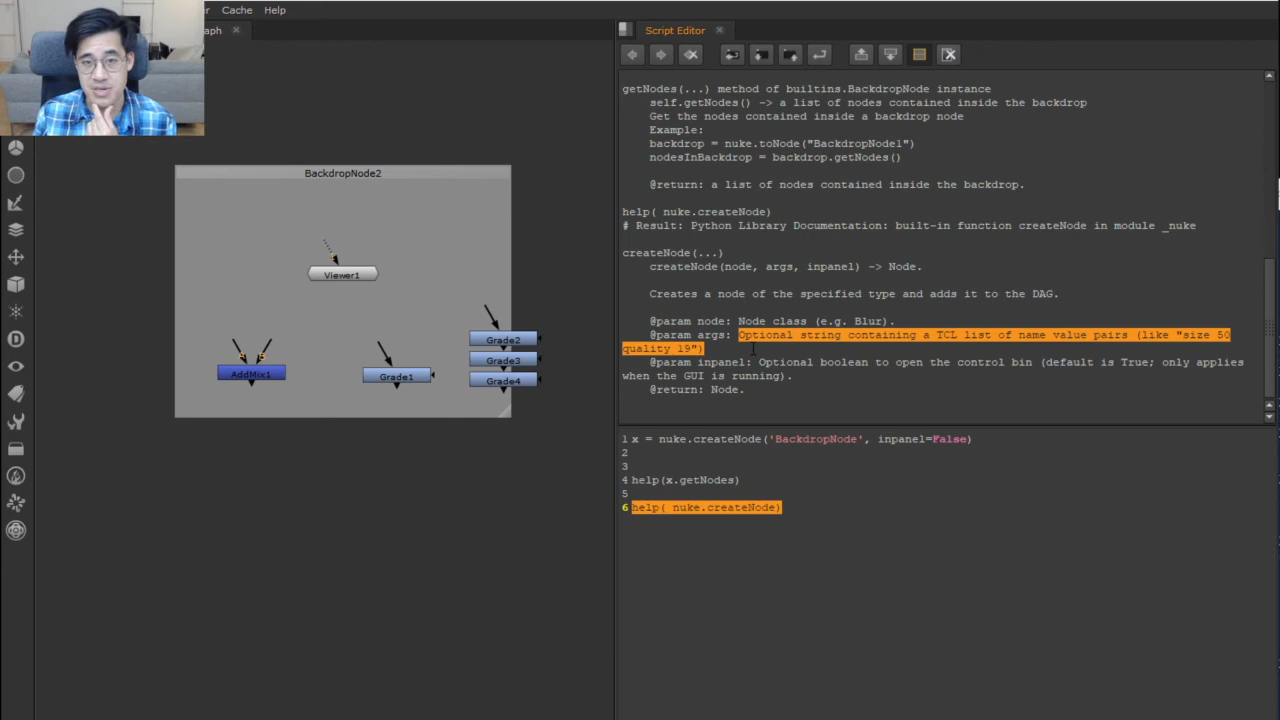 Cache Help
aph
Script Editor
BackdropNode2
Viewer1
AddMix1
Grade1
Grade2
Grade3
Grade4
getNodes(...) method of builtins.BackdropNode instance
self.getNodes() -> a list of nodes contained inside the backdrop
Get the nodes contained inside a backdrop node
Example:
backdrop = nuke.toNode("BackdropNode1")
nodesInBackdrop = backdrop.getNodes()
@return: a list of nodes contained inside the backdrop.
help( nuke.createNode)
# Result: Python Library Documentation: built-in function createNode in module _nuke
createNode(...)
createNode(node, args, inpanel) -> Node.
Creates a node of the specified type and adds it to the DAG.
@param node: Node class (e.g. Blur).
@param args: Optional string containing a TCL list of name value pairs (like "size 50
quality 19")
@param inpanel: Optional boolean to open the control bin (default is True; only applies
when the GUI is running).
@return: Node.
1 x = nuke.createNode('BackdropNode', inpanel=False)
2
3
4 help(x.getNodes)
5
6 help( nuke.createNode)